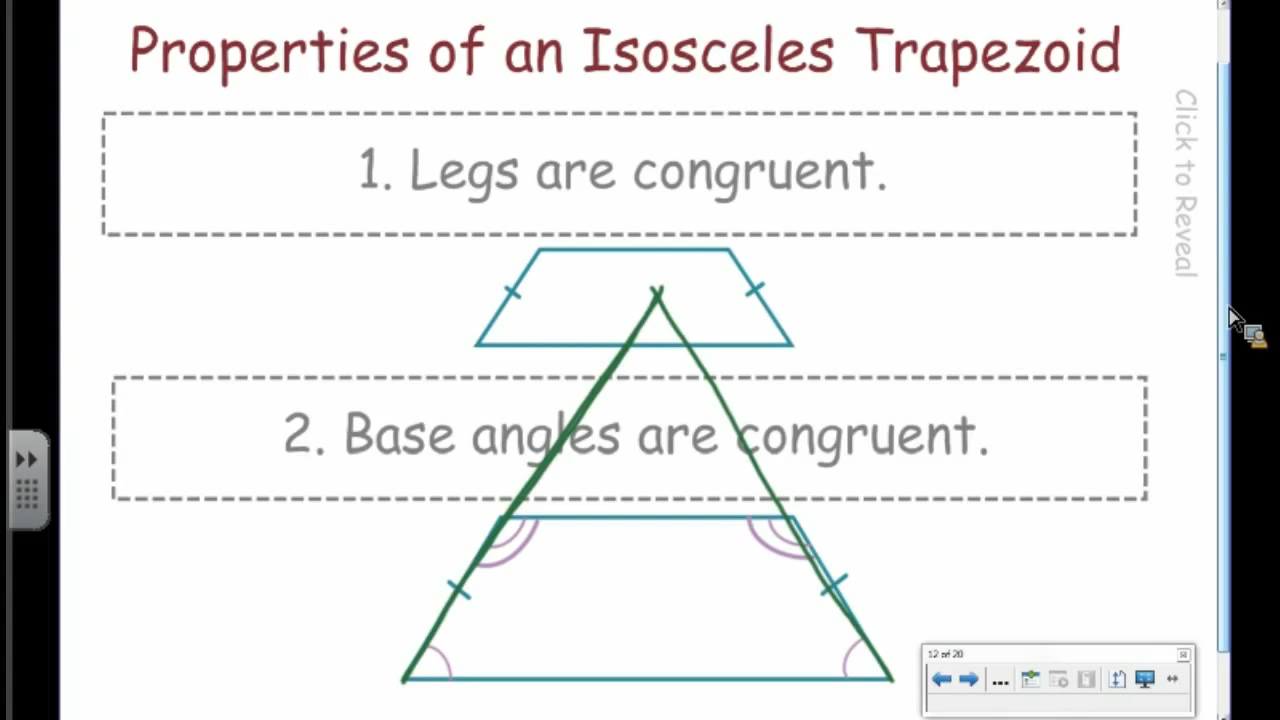 Properties of an Isosceles Trapezoid
Click to Reveal
1. Legs are congruent.
2. Base angles are congruent.
12 of 20
...